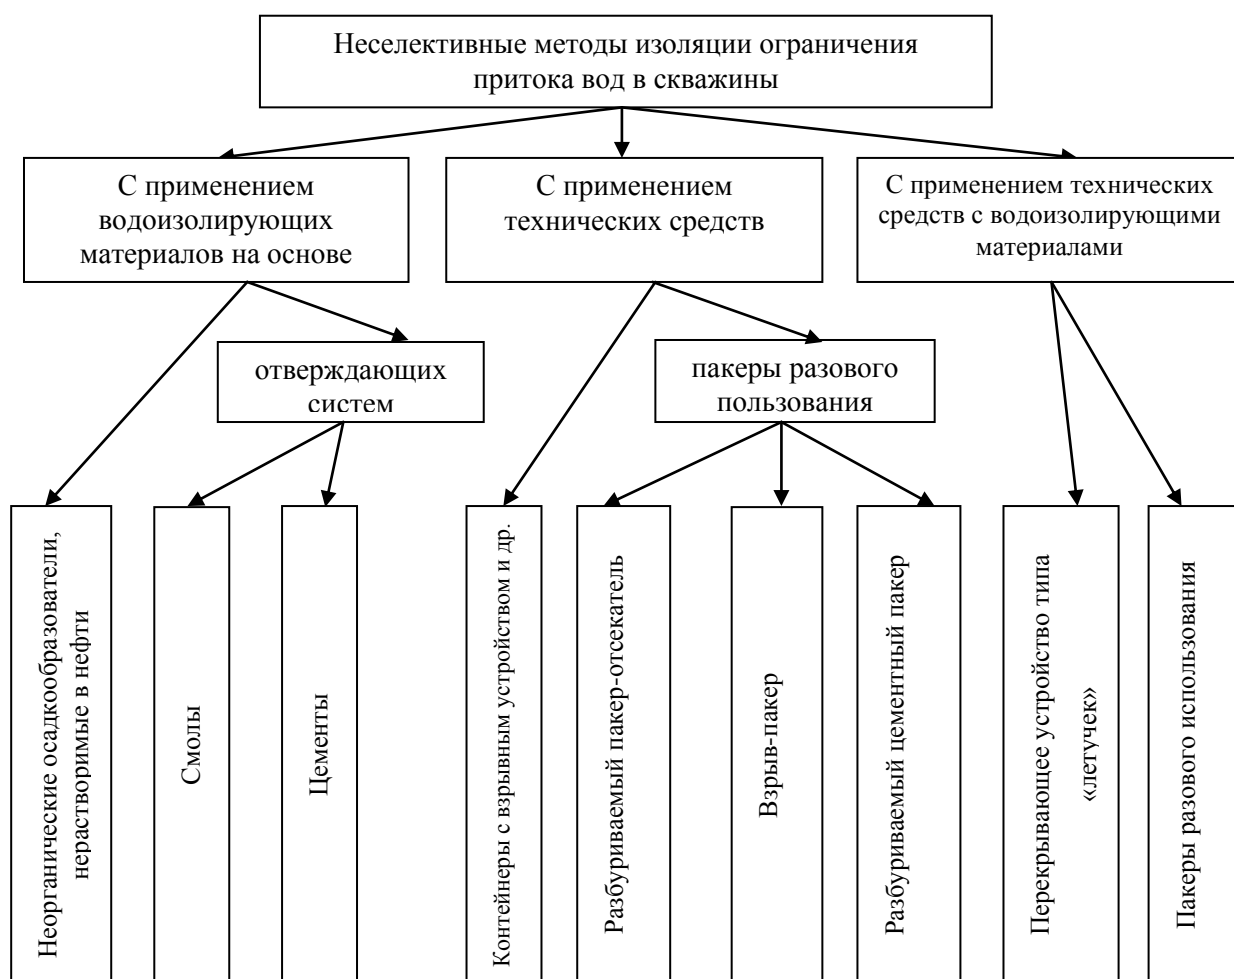 Неселективные методы изоляции ограничения
притока вод в скважины
С применением
водоизолирующих
материалов на основе
С применением
технических средств
С применением технических
средств с водоизолирующими
материалами
отверждающих
систем
пакеры разового
пользования
Неорганические осадкообразователи,
нерастворимые в нефти
Смолы
Цементы
Контейнеры с взрывным устройством и др.
Разбуриваемый пакер-отсекатель
Взрыв-пакер
Разбуриваемый цементный пакер
Перекрывающее устройство типа
«летучек»
Пакеры разового использования